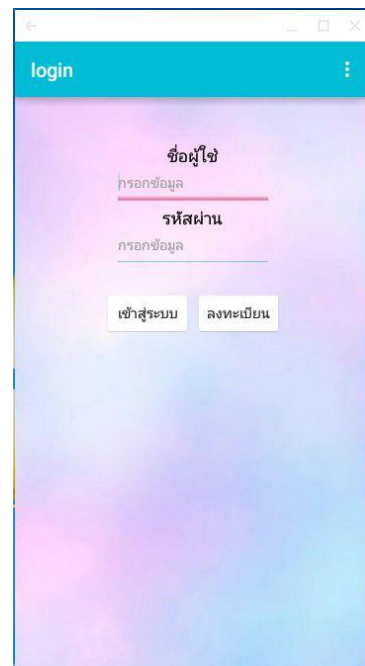 login
ชื่อผู้ใช้
กรอกข้อมูล
รหัสผ่าน
กรอกข้อมูล
เข้าสู่ระบบ ลงทะเบียน